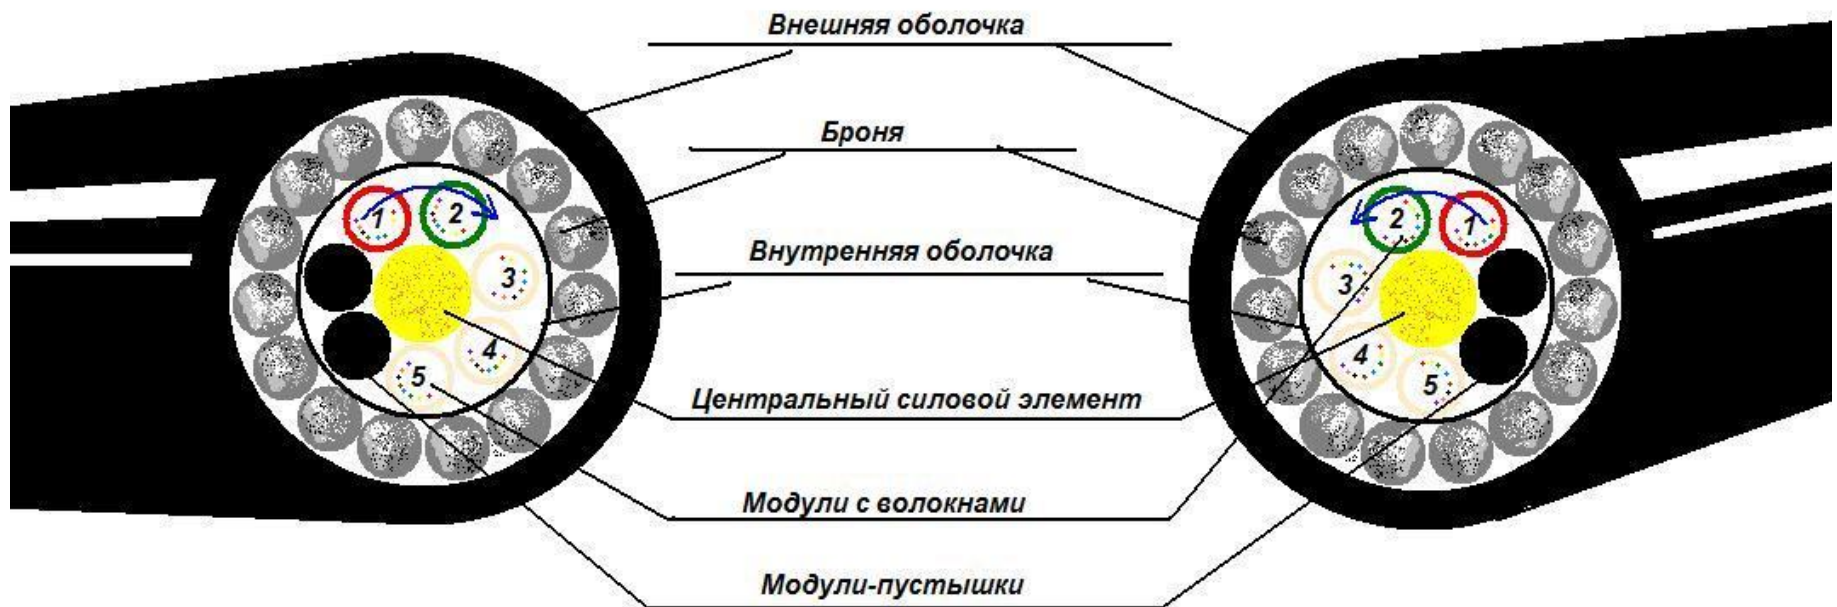 Внешняя оболочка
Броня
Внутренняя оболочка
Центральный силовой элемент
Модули с волокнами
Модули-пустышки
1
2
3
4
5
2
1
3
4
5